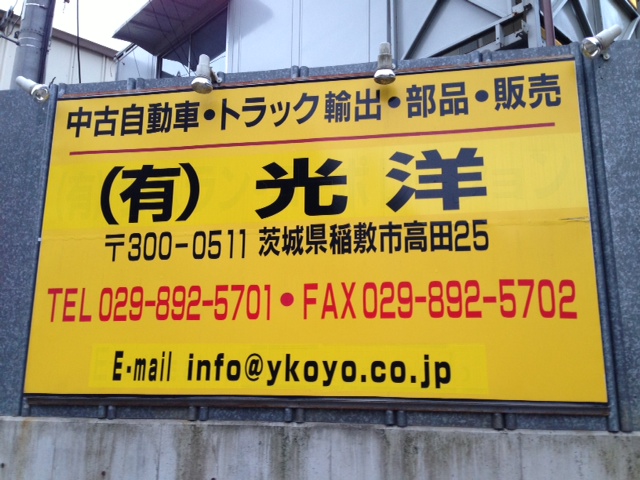 中古自動車・トラック輸出・部品・販売
(有) 光洋
〒300-0511 茨城県稲敷市高田25
TEL 029-892-5701・FAX 029-892-5702
E-mail info@ykoyo.co.jp